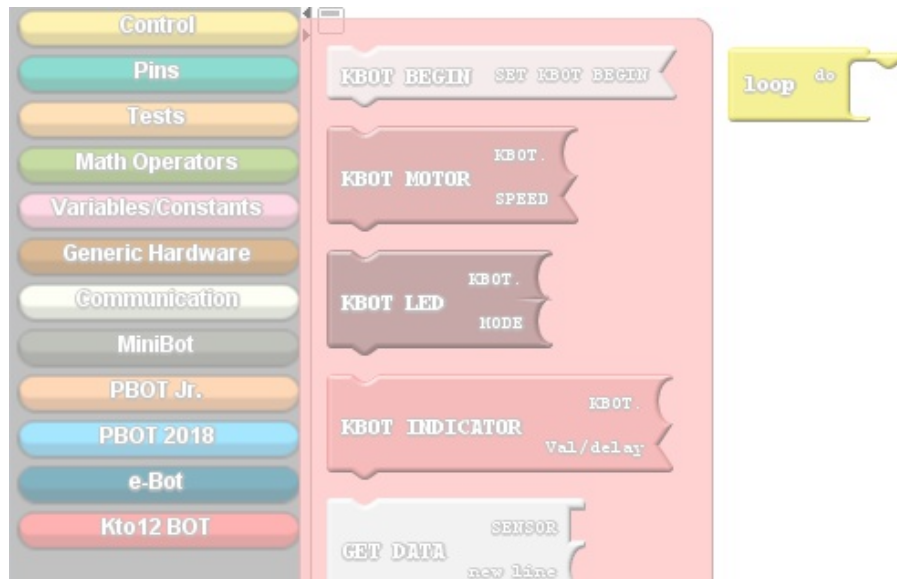 Control
Pins
Tests
Math Operators
Variables/Constants
Generic Hardware
Communication
MiniBot
PBOT Jr.
PBOT 2018
e-Bot
Kto12 BOT
KBOT BEGIN SET KBOT BEGIN
KBOT MOTOR KBOT.
SPEED
KBOT LED KBOT.
MODE
KBOT INDICATOR KBOT.
Val/delay
GET DATA SENSOR
new line
loop do